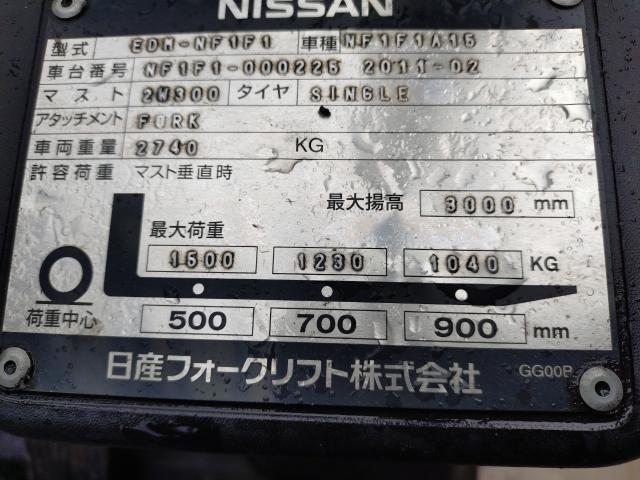 NISSAN
型式 EDM-NF1F1 車種 NF1F1A15
車台番号 NF1F1-000225 2011-02
マスト 2W300 タイヤ SINGLE
アタッチメント FORK
車両重量 2740 KG
許容荷重 マスト垂直時
最大揚高 3000 mm
最大荷重
1500 1230 1040 KG
荷重中心 500 700 900 mm
日産フォークリフト株式会社 GG00P